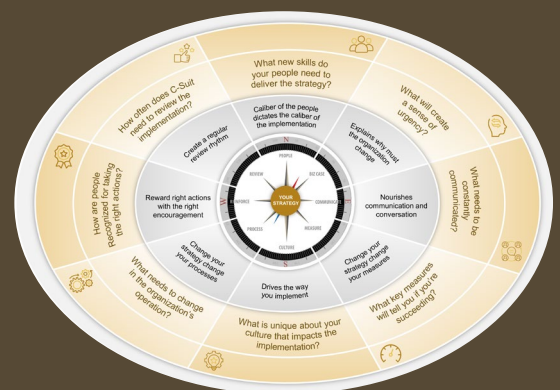 What new skills do
your people need to
deliver the strategy?
What will create
a sense of
urgency?
What needs to be
constantly
communicated?
What key measures
will tell you if you're
succeeding?
What is unique about your
culture that impacts the
implementation?
What needs to change
in the organization's
operation?
How are people
Recognized for taking
the right actions?
How often does C-Suit
need to review the
implementation?
Caliber of the people
dictates the caliber of
the implementation
Explains why must
the organization
change
Nourishes
communication and
conversation
Change your
strategy change
your measures
Drives the way
you implement
Change your
strategy change
your processes
Reward right actions
with the right
encouragement
Create a regular
review rhythm
N
PEOPLE
BIZ CASE
MEASURE
CULTURE
S
PROCESS
W
REVIEW
YOUR
STRATEGY